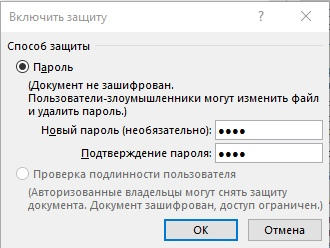 Включить защиту ? ×
Способ защиты
Пароль
(Документ не зашифрован.
Пользователи-злоумышленники могут изменить файл
и удалить пароль.)
Новый пароль (необязательно): ••••
Подтверждение пароля: ••••
Проверка подлинности пользователя
(Авторизованные владельцы могут снять защиту
документа. Документ зашифрован, доступ ограничен.)
ОК Отмена